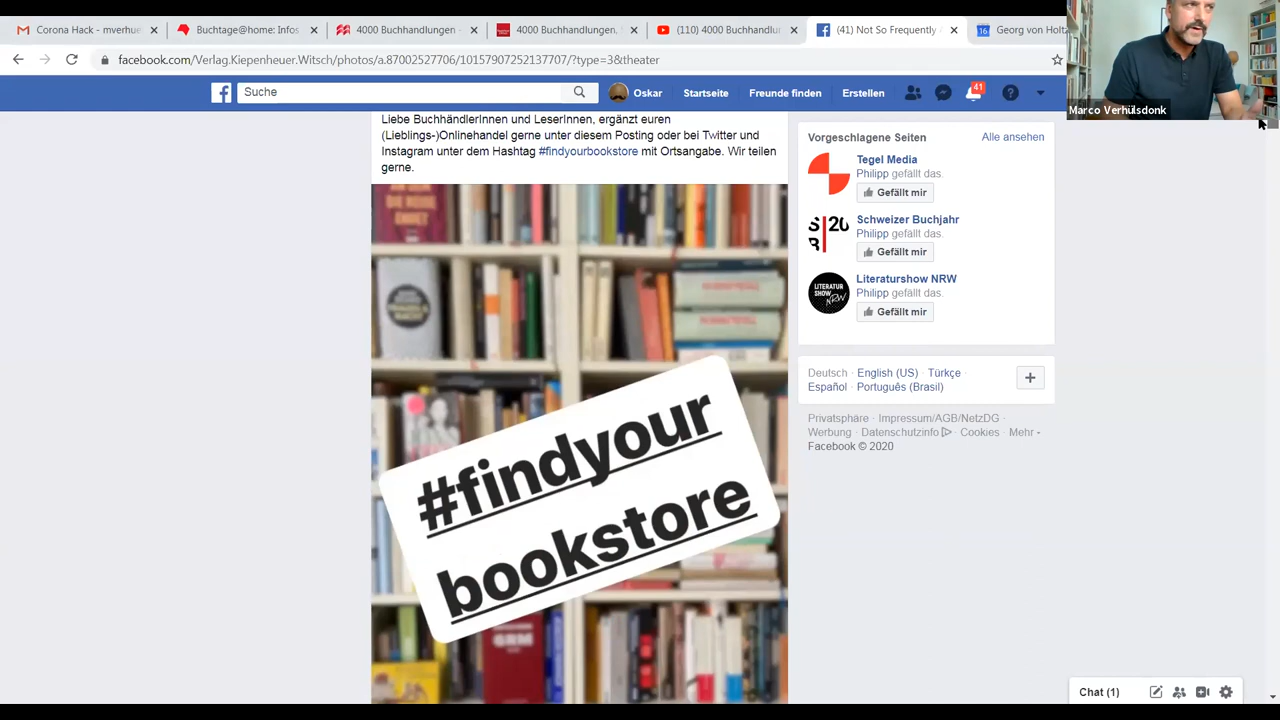 Corona Hack - mverhue
Buchtage@home: Infos
4000 Buchhandlungen -
4000 Buchhandlungen.
(110) 4000 Buchhandlu
(41) Not So Frequently
Georg von Holtz
facebook.com/Verlag.Kiepenheuer.Witsch/photos/a.87002527706/10157907252137707/?type=3&theater
Suche
Oskar
Startseite
Freunde finden
Erstellen
41
Marco Verhülsdonk
Liebe BuchhändlerInnen und LeserInnen, ergänzt euren
(Lieblings-)Onlinehandel gerne unter diesem Posting oder bei Twitter und
Instagram unter dem Hashtag #findyourbookstore mit Ortsangabe. Wir teilen
gerne.
#findyour
bookstore
GRM
Vorgeschlagene Seiten
Alle ansehen
Tegel Media
Philipp gefällt das.
Gefällt mir
Schweizer Buchjahr
Philipp gefällt das.
Gefällt mir
LITERATUR
SHOW
NRW
Literaturshow NRW
Philipp gefällt das.
Gefällt mir
Deutsch · English (US) · Türkçe ·
Español · Português (Brasil)
Privatsphäre · Impressum/AGB/NetzDG ·
Werbung · Datenschutzinfo · Cookies · Mehr
Facebook © 2020
Chat (1)